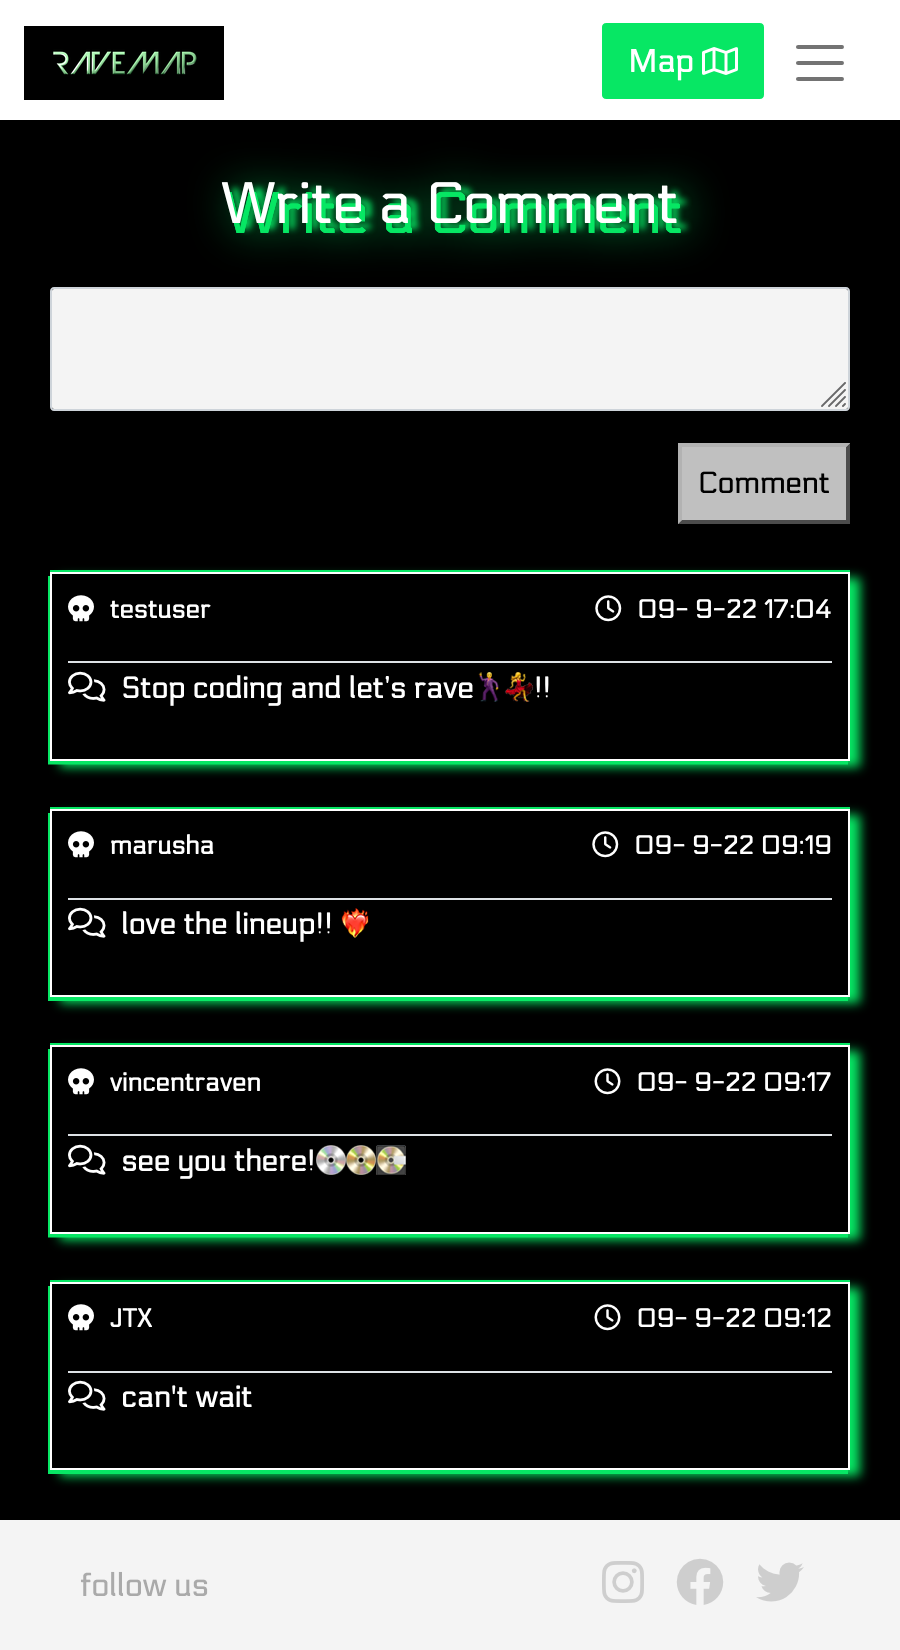 RAVEMAP
Map
Write a Comment
Comment
testuser
09- 9-22 17:04
Stop coding and let's rave🕺💃!!
marusha
09- 9-22 09:19
love the lineup!! ❤️‍🔥
vincentraven
09- 9-22 09:17
see you there!💿📀📀
JTX
09- 9-22 09:12
can't wait
follow us